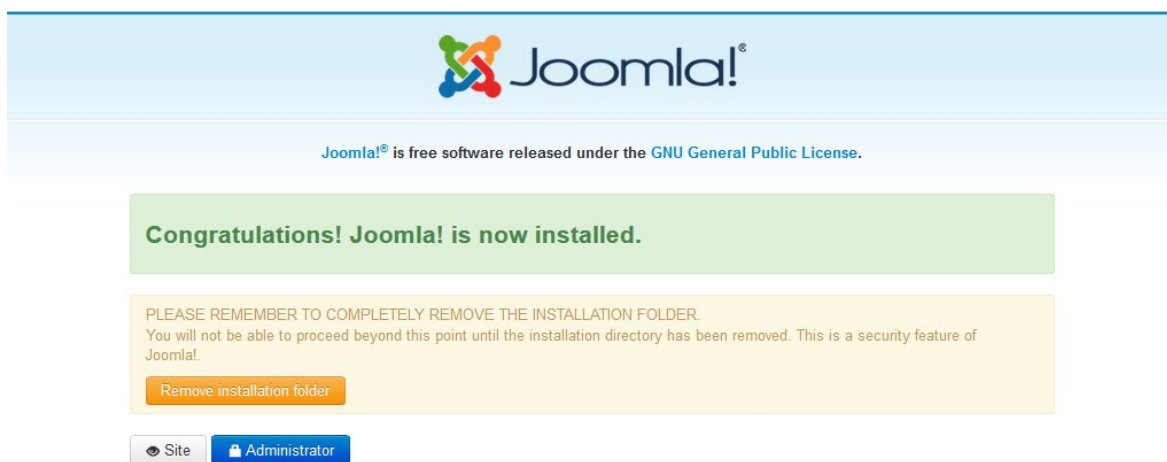 Joomla!®
Joomla!® is free software released under the GNU General Public License.
Congratulations! Joomla! is now installed.
PLEASE REMEMBER TO COMPLETELY REMOVE THE INSTALLATION FOLDER.
You will not be able to proceed beyond this point until the installation directory has been removed. This is a security feature of
Joomla!.
Remove installation folder
Site
Administrator